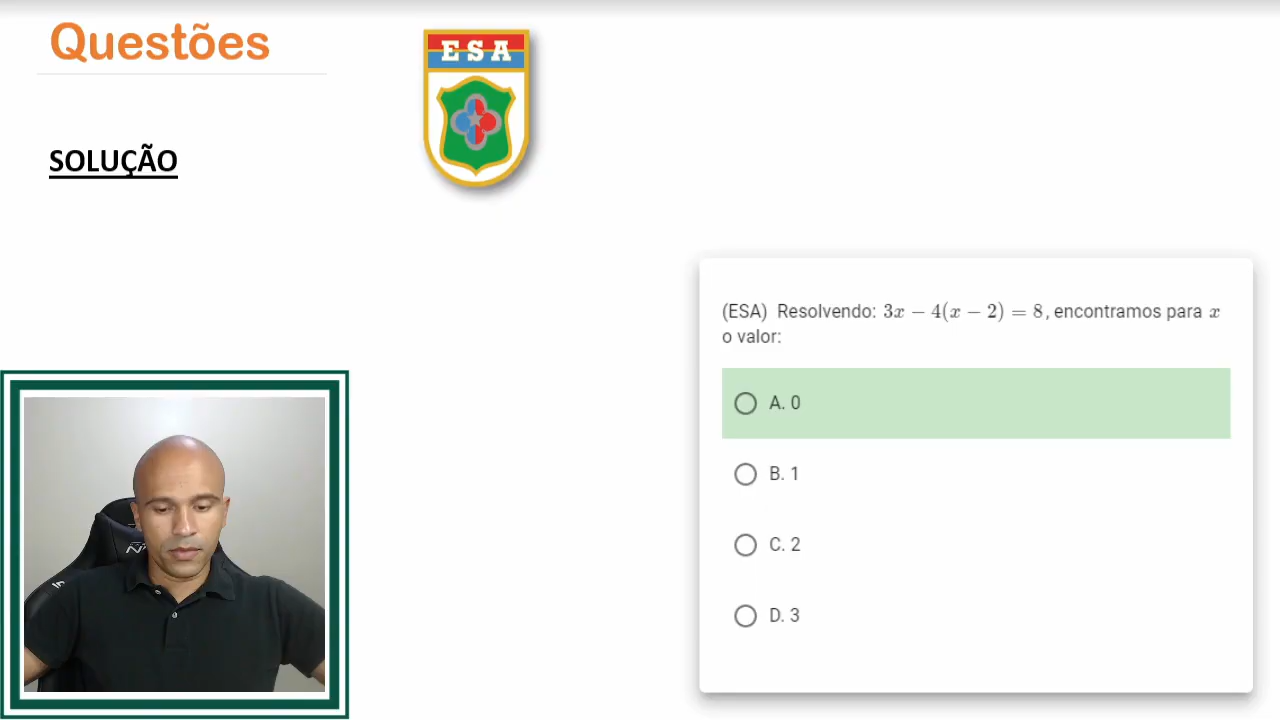 Questões
ESA
SOLUÇÃO
(ESA) Resolvendo: 3x − 4(x − 2) = 8, encontramos para x
o valor:
A. 0
B. 1
C. 2
D. 3